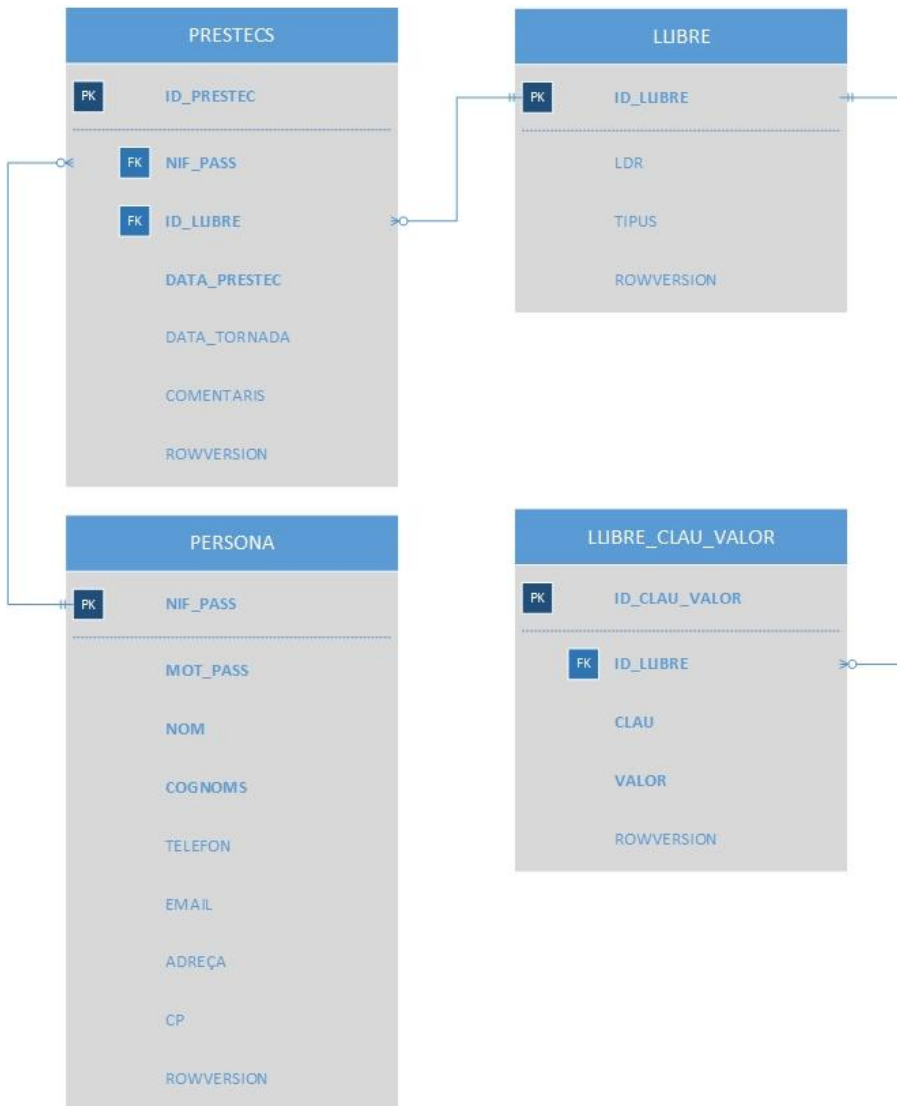 PRESTECS
PK ID_PRESTEC
FK NIF_PASS
FK ID_LLIBRE
DATA_PRESTEC
DATA_TORNADA
COMENTARIS
ROWVERSION
LLIBRE
PK ID_LLIBRE
LDR
TIPUS
ROWVERSION
PERSONA
PK NIF_PASS
MOT_PASS
NOM
COGNOMS
TELEFON
EMAIL
ADREÇA
CP
ROWVERSION
LLIBRE_CLAU_VALOR
PK ID_CLAU_VALOR
FK ID_LLIBRE
CLAU
VALOR
ROWVERSION